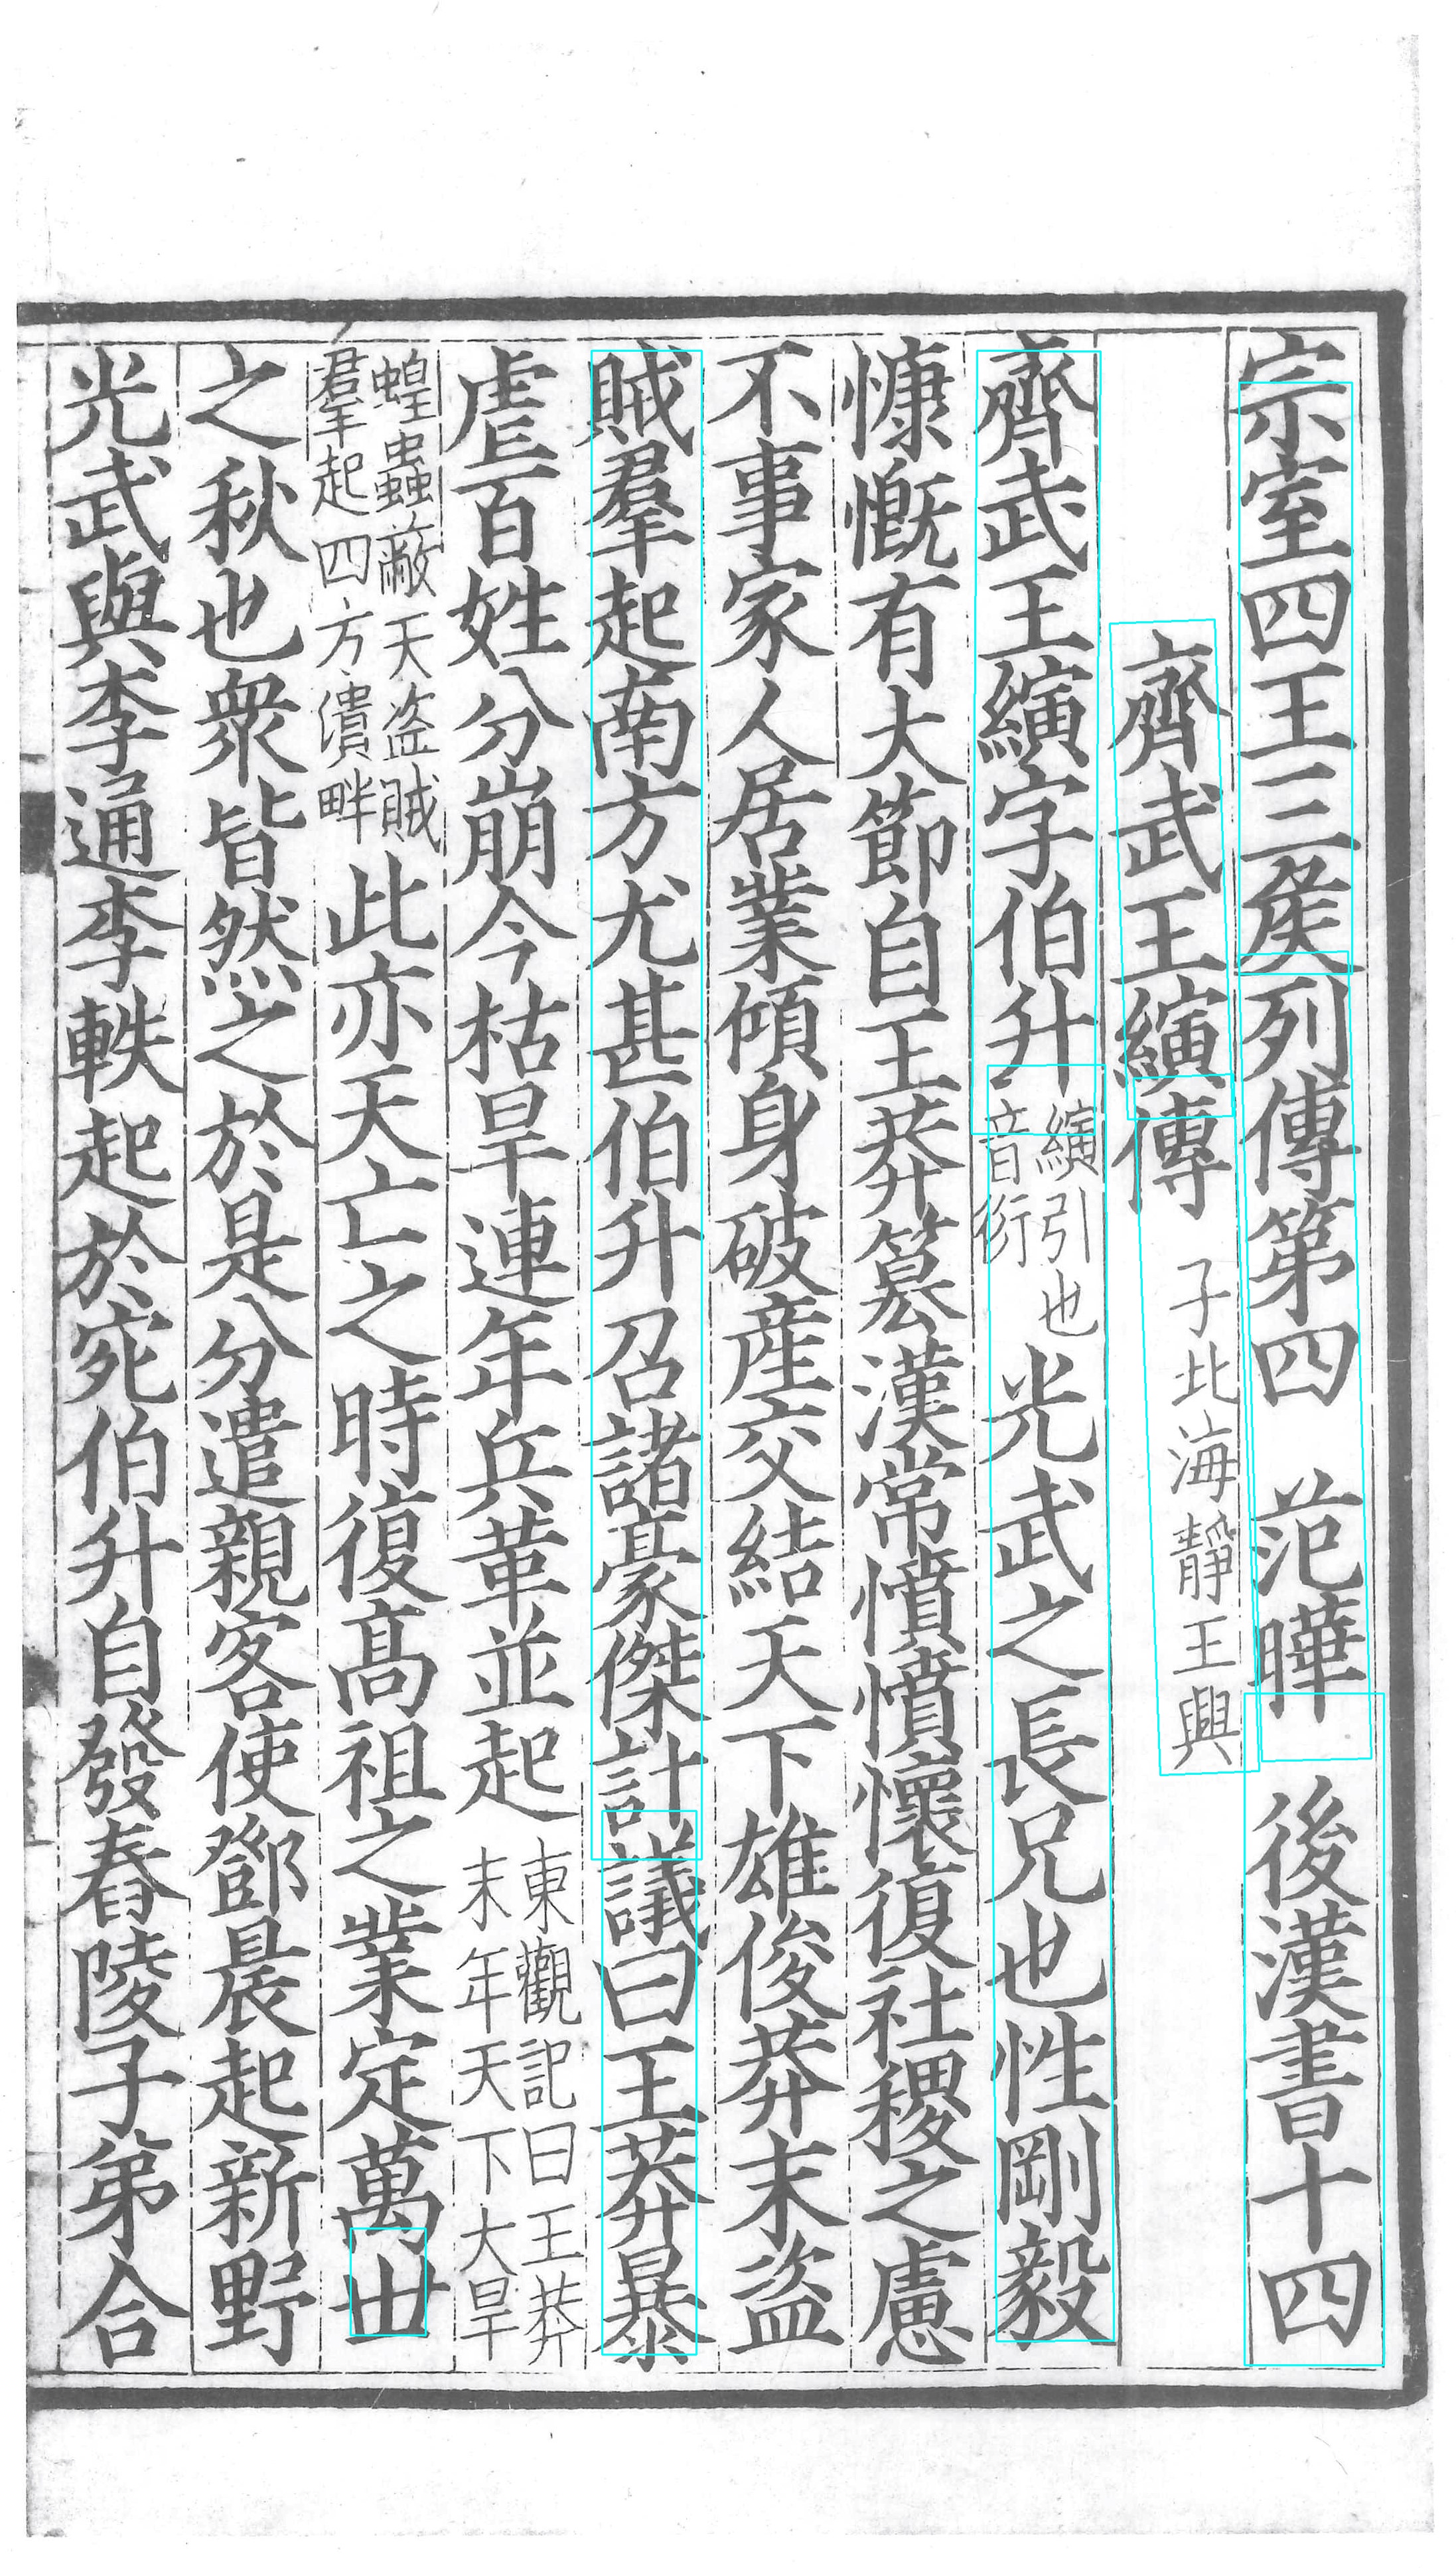 宗室四王三矦列傳第四　范曄　後漢書十四
齊武王縯傳　子北海靜王興
齊武王縯字伯升縯引也音衍光武之長兄也性剛毅
慷慨有大節自王莽篡漢常憤憤懷復社稷之慮
不事家人居業傾身破產交結天下雄俊莽末盜
賊羣起南方尤甚伯升召諸豪傑計議曰王莽暴
虐百姓分崩今枯旱連年兵革並起東觀記曰王莽末年天下大旱
蝗蟲蔽天盜賊羣起四方潰畔此亦天亡之時復高祖之業定萬世
之秋也衆皆然之於是分遣親客使鄧晨起新野
光武與李通李軼起於宛伯升自發舂陵子弟合